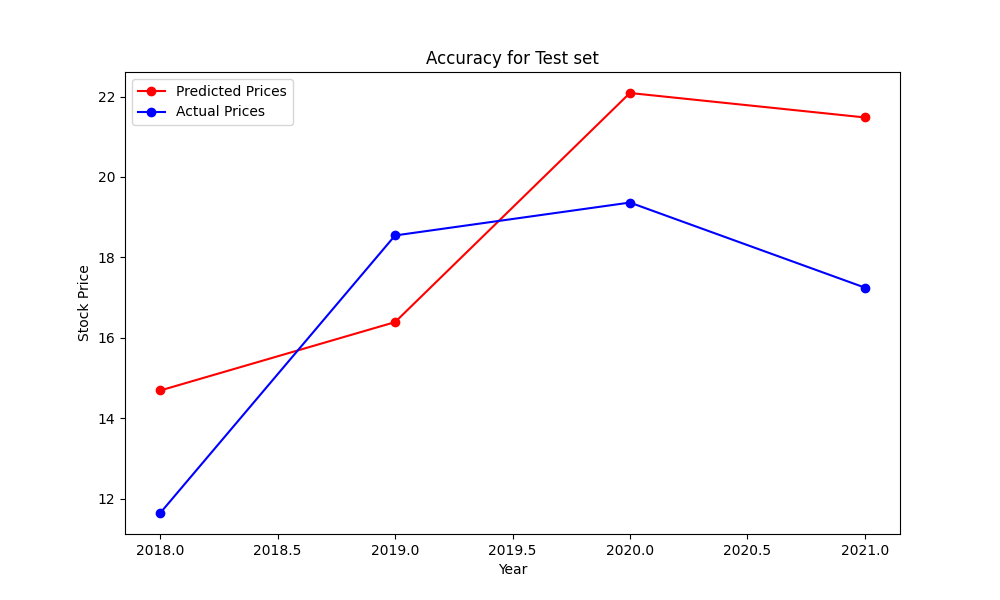 Accuracy for Test set
Predicted Prices
Actual Prices
22
20
18
16
14
12
Stock Price
2018.0 2018.5 2019.0 2019.5 2020.0 2020.5 2021.0
Year